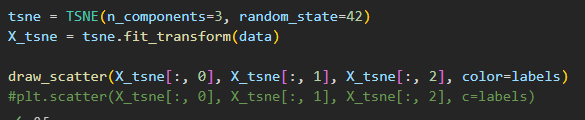 tsne = TSNE(n_components=3, random_state=42)
X_tsne = tsne.fit_transform(data)
draw_scatter(X_tsne[:, 0], X_tsne[:, 1], X_tsne[:, 2], color=labels)
#plt.scatter(X_tsne[:, 0], X_tsne[:, 1], X_tsne[:, 2], c=labels)